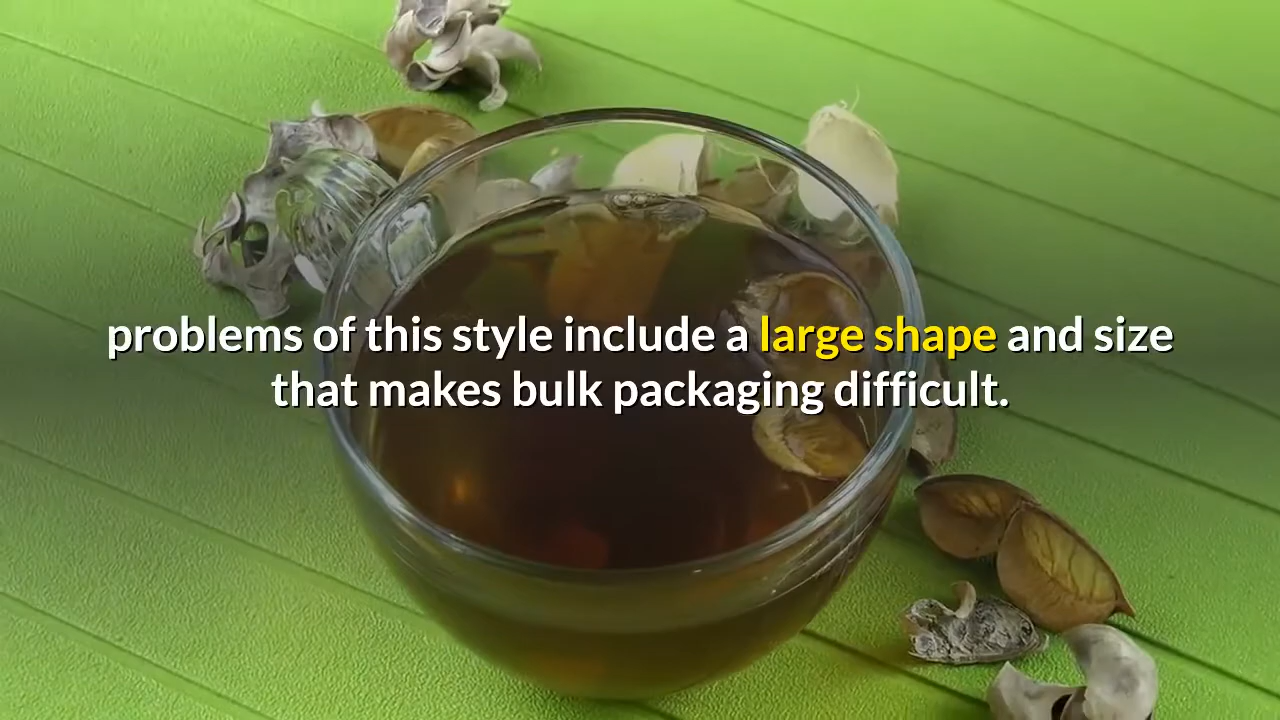 problems of this style include a large shape and size
that makes bulk packaging difficult.